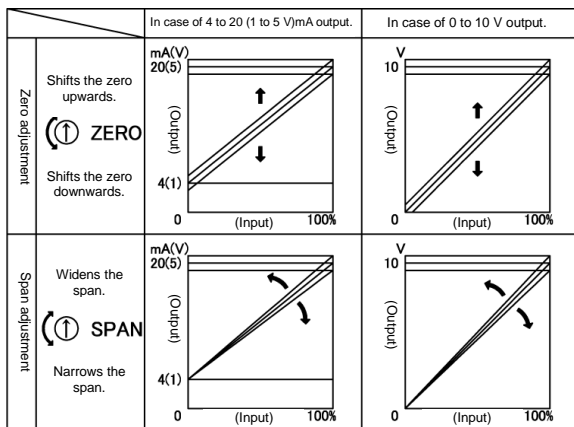 In case of 4 to 20 (1 to 5 V)mA output.
In case of 0 to 10 V output.
Zero adjustment
Shifts the zero
upwards.
ZERO
Shifts the zero
downwards.
mA(V)
20(5)
(Output)
4(1)
0
(Input)
100%
V
10
(Output)
0
(Input)
100%
Span adjustment
Widens the
span.
SPAN
Narrows the
span.
mA(V)
20(5)
(Output)
4(1)
0
(Input)
100%
V
10
(Output)
0
(Input)
100%